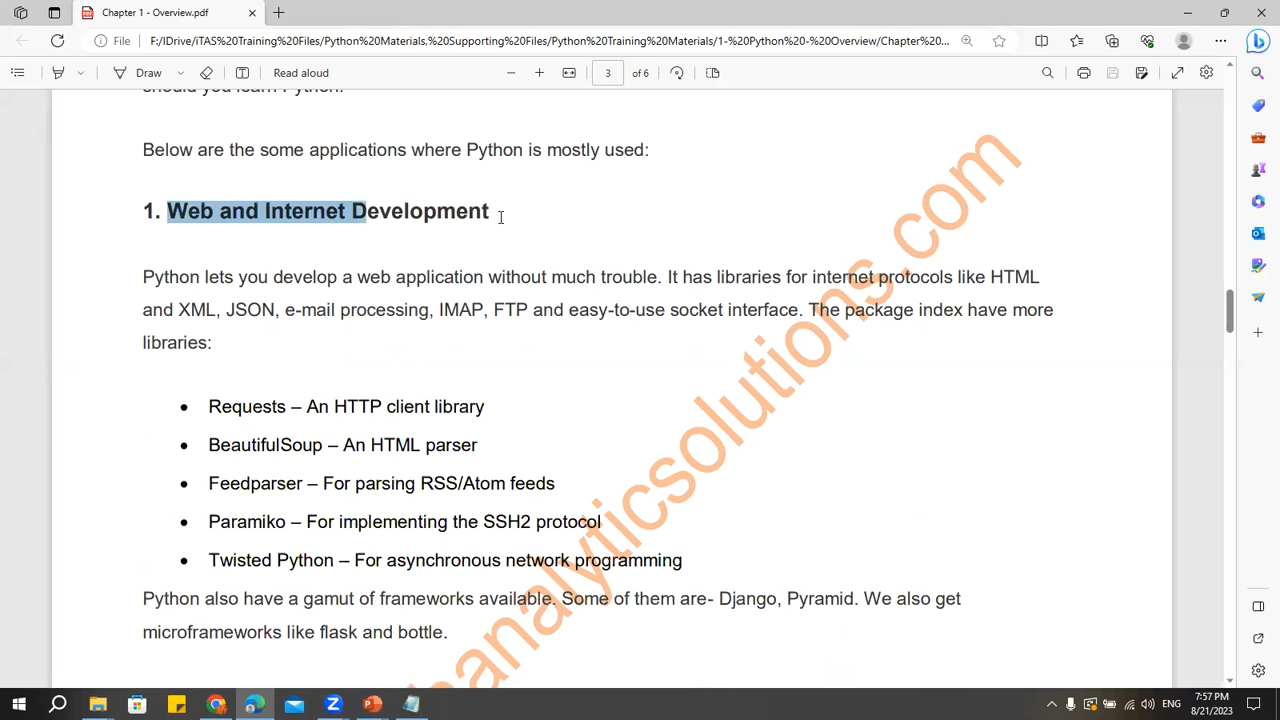 Chapter 1 - Overview.pdf
File
F:/IDrive/iTAS%20Training%20Files/Python%20Materials,%20Supporting%20Files/Python%20Training%20Materials/1-%20Python%20-%20Overview/Chapter%20...
Draw
Read aloud
3 of 6
should you learn Python.
Below are the some applications where Python is mostly used:
1. Web and Internet Development
Python lets you develop a web application without much trouble. It has libraries for internet protocols like HTML
and XML, JSON, e-mail processing, IMAP, FTP and easy-to-use socket interface. The package index have more
libraries:
• Requests – An HTTP client library
• BeautifulSoup – An HTML parser
• Feedparser – For parsing RSS/Atom feeds
• Paramiko – For implementing the SSH2 protocol
• Twisted Python – For asynchronous network programming
Python also have a gamut of frameworks available. Some of them are- Django, Pyramid. We also get
microframeworks like flask and bottle.
analyticsolutions.com
ENG
7:57 PM
8/21/2023